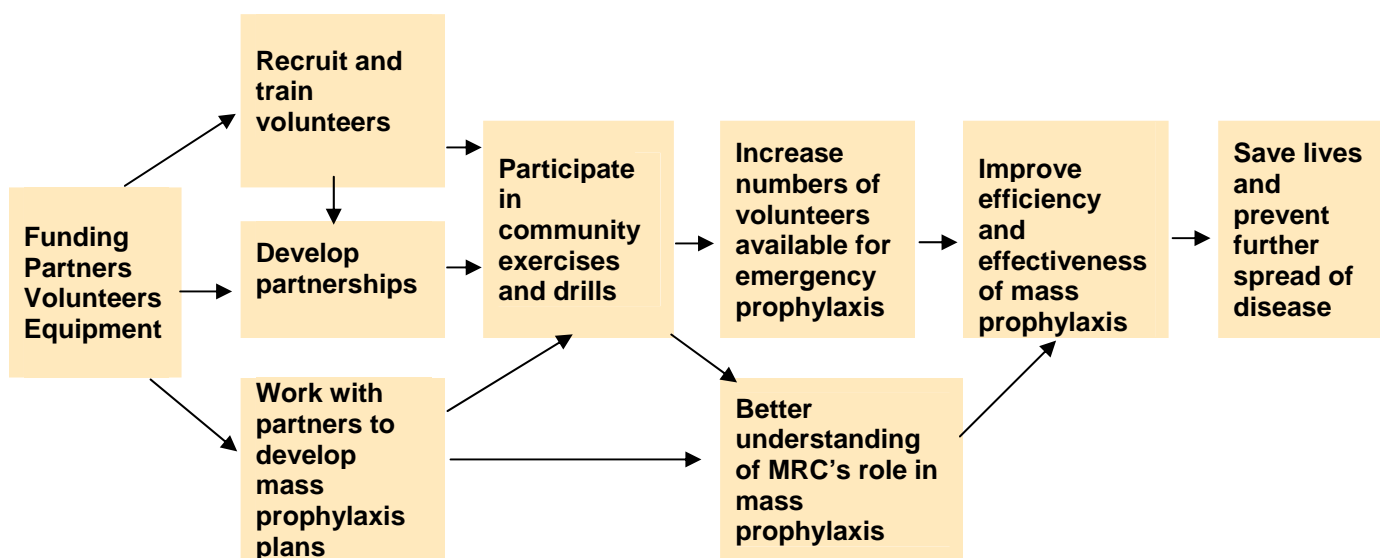 Funding
Partners
Volunteers
Equipment
Recruit and
train
volunteers
Develop
partnerships
Work with
partners to
develop
mass
prophylaxis
plans
Participate
in
community
exercises
and drills
Increase
numbers of
volunteers
available for
emergency
prophylaxis
Better
understanding
of MRC’s role in
mass
prophylaxis
Improve
efficiency
and
effectiveness
of mass
prophylaxis
Save lives
and
prevent
further
spread of
disease